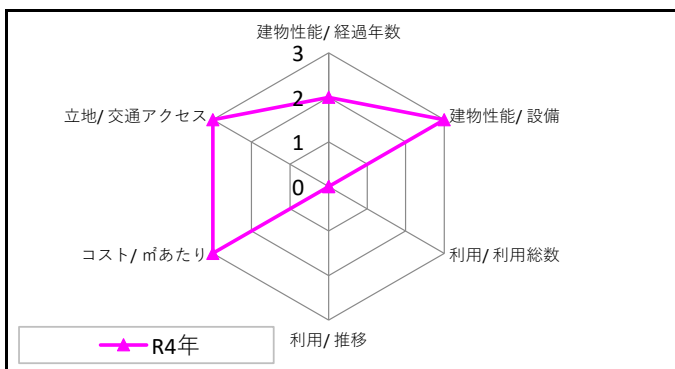 建物性能/ 経過年数
3
立地/ 交通アクセス
2
建物性能/ 設備
1
0
コスト/ ㎡あたり
利用/ 利用総数
利用/ 推移
R4年